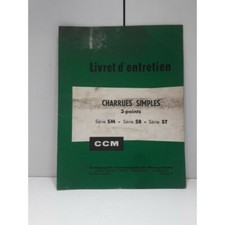 Livret d'entretien
CHARRUES SIMPLES
3 points
Série SM - Série SB - Série ST
CCM